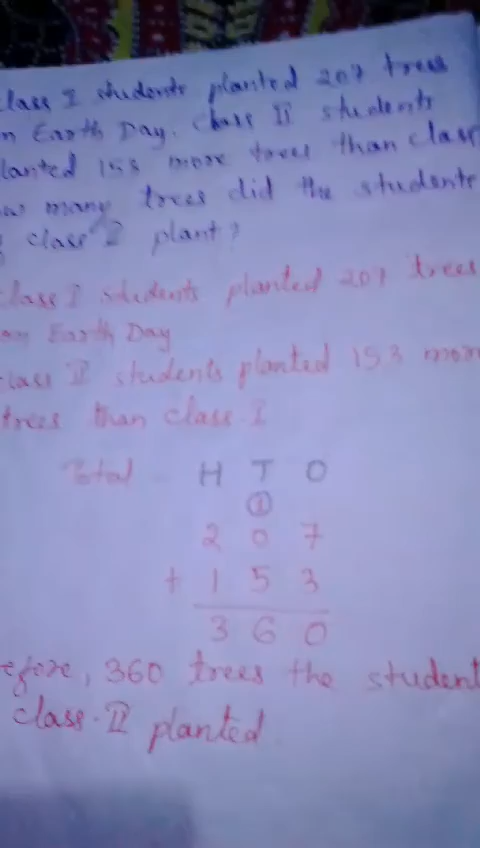 class I students planted 207 trees
n Earth Day. class II students
lanted 153 more trees than class
ow many trees did the students
class II plant?
class I students planted 207 trees
on Earth Day
class II students planted 153 more
trees than class.I
Total H T O
1
2 0 7
+ 1 5 3
3 6 0
efore, 360 trees the student
class.II planted.